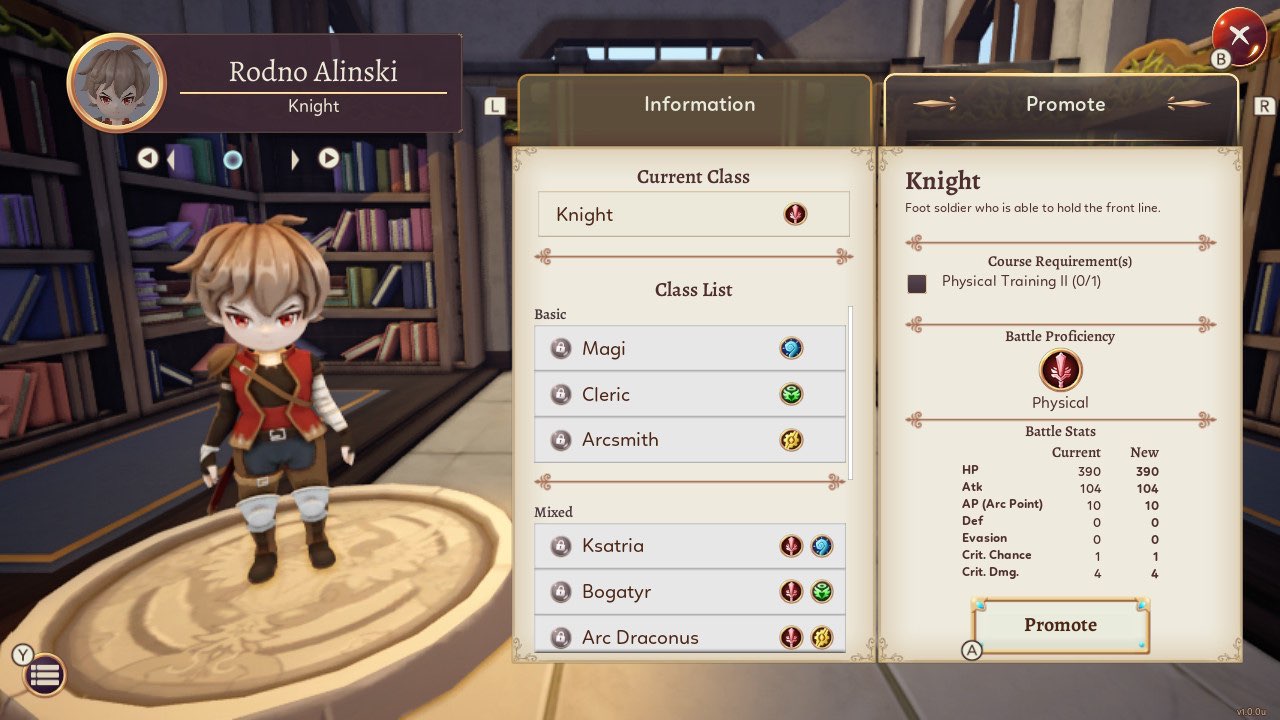 Rodno Alinski
Knight
L
Information
Promote
R
B
Current Class
Knight
Class List
Basic
Magi
Cleric
Arcsmith
Mixed
Ksatria
Bogatyr
Arc Draconus
Knight
Foot soldier who is able to hold the front line.
Course Requirement(s)
Physical Training II (0/1)
Battle Proficiency
Physical
Battle Stats
Current New
HP 390 390
Atk 104 104
AP (Arc Point) 10 10
Def 0 0
Evasion 0 0
Crit. Chance 1 1
Crit. Dmg. 4 4
Promote
A
Y
v1.0.0u